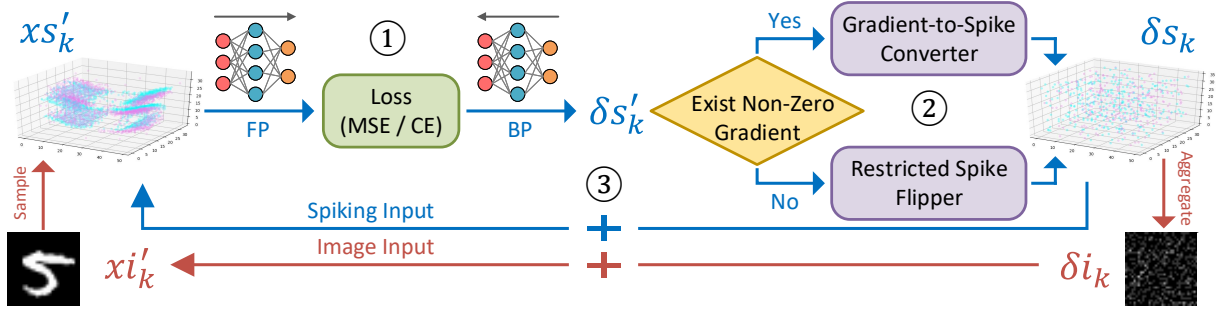 xs′ₖ
①
FP
Loss
(MSE / CE)
BP
δs′ₖ
Exist Non-Zero
Gradient
Yes
Gradient-to-Spike
Converter
②
No
Restricted Spike
Flipper
δsₖ
③
Spiking Input
Image Input
Sample
xi′ₖ
Aggregate
δiₖ